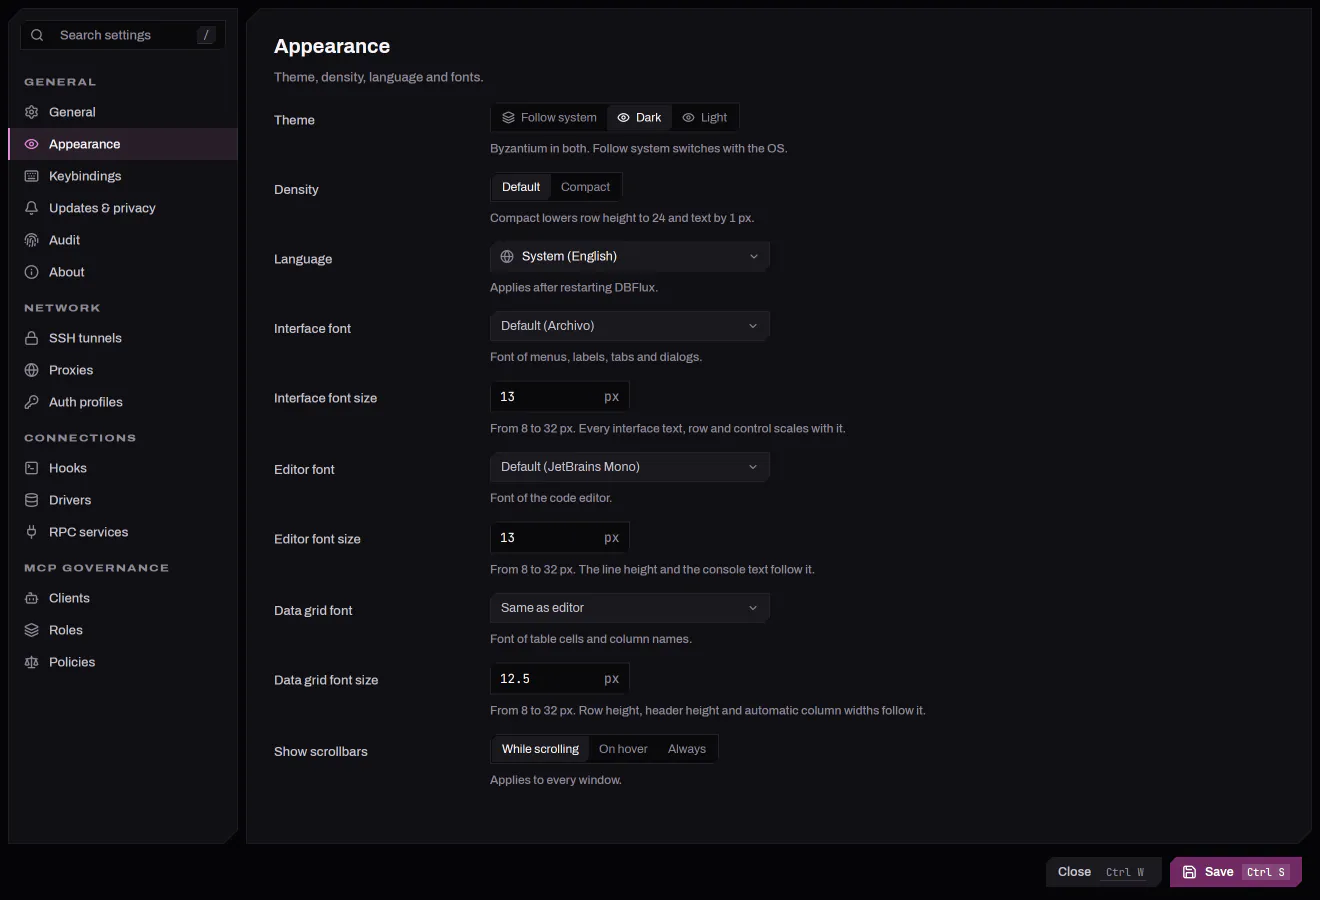 Search settings /
GENERAL
General
Appearance
Keybindings
Updates & privacy
Audit
About
NETWORK
SSH tunnels
Proxies
Auth profiles
CONNECTIONS
Hooks
Drivers
RPC services
MCP GOVERNANCE
Clients
Roles
Policies
Appearance
Theme, density, language and fonts.
Theme
Follow system Dark Light
Byzantium in both. Follow system switches with the OS.
Density
Default Compact
Compact lowers row height to 24 and text by 1 px.
Language
System (English)
Applies after restarting DBFlux.
Interface font
Default (Archivo)
Font of menus, labels, tabs and dialogs.
Interface font size
13 px
From 8 to 32 px. Every interface text, row and control scales with it.
Editor font
Default (JetBrains Mono)
Font of the code editor.
Editor font size
13 px
From 8 to 32 px. The line height and the console text follow it.
Data grid font
Same as editor
Font of table cells and column names.
Data grid font size
12.5 px
From 8 to 32 px. Row height, header height and automatic column widths follow it.
Show scrollbars
While scrolling On hover Always
Applies to every window.
Close Ctrl W
Save Ctrl S